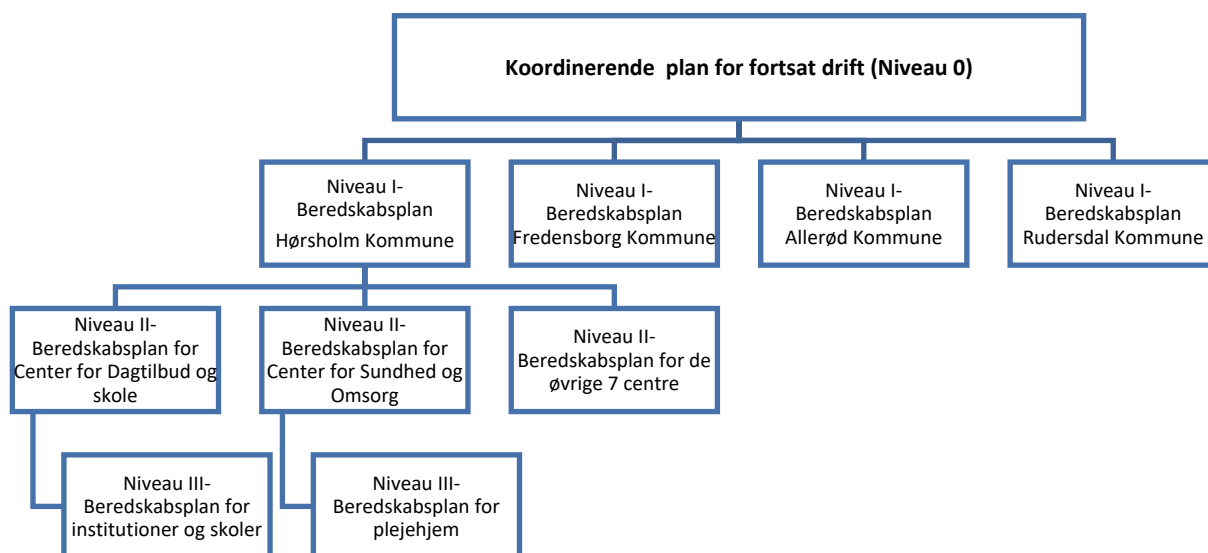 Koordinerende plan for fortsat drift (Niveau 0)
Niveau I-
Beredskabsplan
Hørsholm Kommune
Niveau I-
Beredskabsplan
Fredensborg Kommune
Niveau I-
Beredskabsplan
Allerød Kommune
Niveau I-
Beredskabsplan
Rudersdal Kommune
Niveau II-
Beredskabsplan for
Center for Dagtilbud og
skole
Niveau II-
Beredskabsplan for
Center for Sundhed og
Omsorg
Niveau II-
Beredskabsplan for de
øvrige 7 centre
Niveau III-
Beredskabsplan for
institutioner og skoler
Niveau III-
Beredskabsplan for
plejehjem